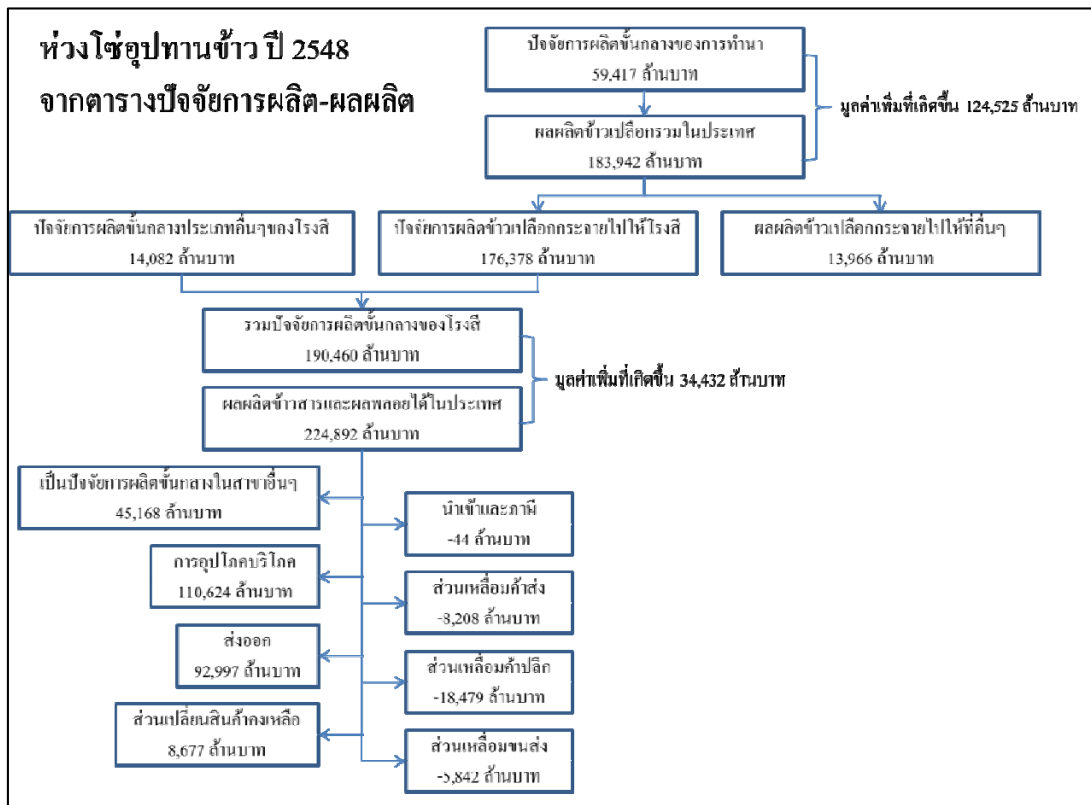 ห่วงโซ่อุปทานข้าว ปี 2548
จากตารางปัจจัยการผลิต-ผลผลิต
ปัจจัยการผลิตขั้นกลางของการทำนา
59,417 ล้านบาท
มูลค่าเพิ่มที่เกิดขึ้น 124,525 ล้านบาท
ผลผลิตข้าวเปลือกรวมในประเทศ
183,942 ล้านบาท
ปัจจัยการผลิตขั้นกลางประเภทอื่นๆของโรงสี
14,082 ล้านบาท
ปัจจัยการผลิตข้าวเปลือกกระจายไปให้โรงสี
176,378 ล้านบาท
ผลผลิตข้าวเปลือกกระจายไปให้ที่อื่นๆ
13,966 ล้านบาท
รวมปัจจัยการผลิตขั้นกลางของโรงสี
190,460 ล้านบาท
มูลค่าเพิ่มที่เกิดขึ้น 34,432 ล้านบาท
ผลผลิตข้าวสารและผลพลอยได้ในประเทศ
224,892 ล้านบาท
เป็นปัจจัยการผลิตขั้นกลางในสาขาอื่นๆ
45,168 ล้านบาท
นำเข้าและภาษี
-44 ล้านบาท
การอุปโภคบริโภค
110,624 ล้านบาท
ส่วนเหลื่อมค้าส่ง
-8,208 ล้านบาท
ส่งออก
92,997 ล้านบาท
ส่วนเหลื่อมค้าปลีก
-18,479 ล้านบาท
ส่วนเปลี่ยนสินค้าคงเหลือ
8,677 ล้านบาท
ส่วนเหลื่อมขนส่ง
-5,842 ล้านบาท